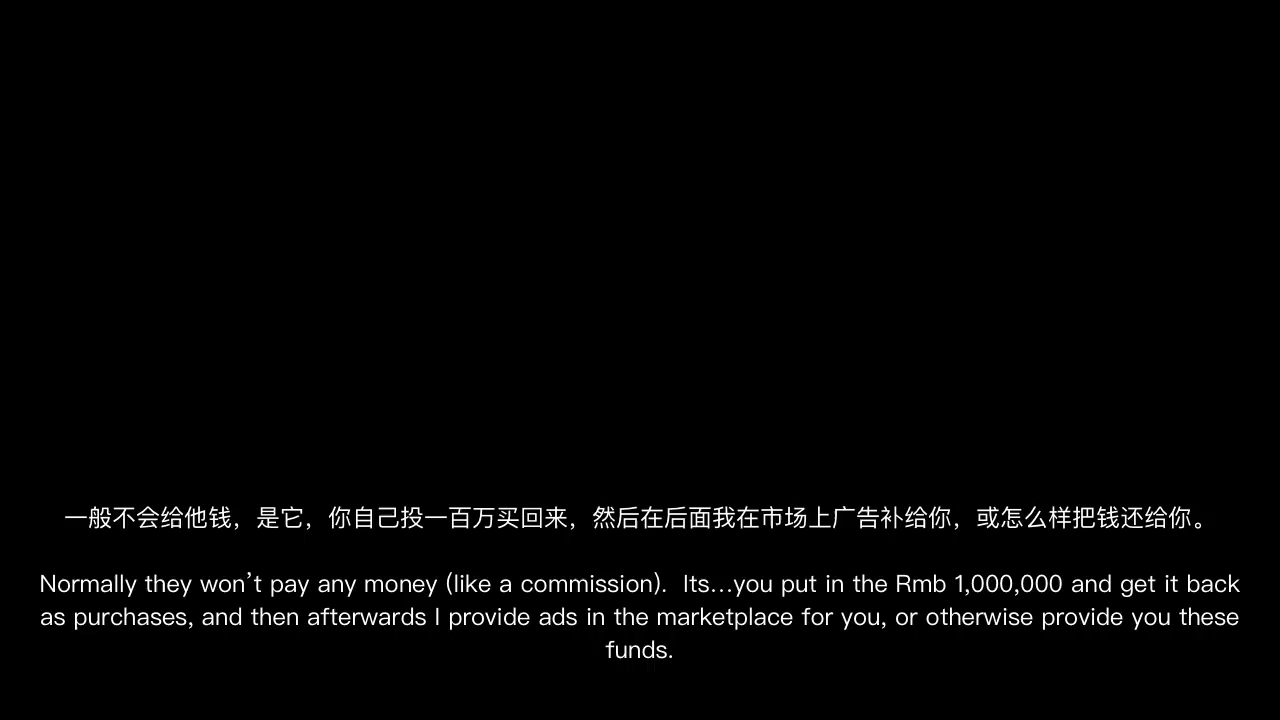 一般不会给他钱，是它，你自己投一百万买回来，然后在后面我在市场上广告补给你，或怎么样把钱还给你。
Normally they won’t pay any money (like a commission).  Its...you put in the Rmb 1,000,000 and get it back
as purchases, and then afterwards I provide ads in the marketplace for you, or otherwise provide you these
funds.